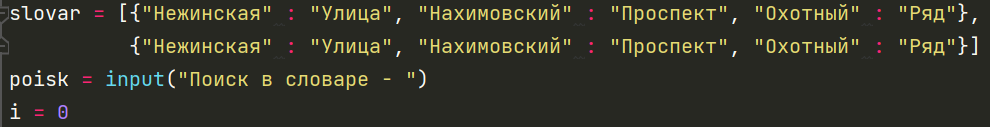 slovar = [{"Нежинская" : "Улица", "Нахимовский" : "Проспект", "Охотный" : "Ряд"},
{"Нежинская" : "Улица", "Нахимовский" : "Проспект", "Охотный" : "Ряд"}]
poisk = input("Поиск в словаре - ")
i = 0